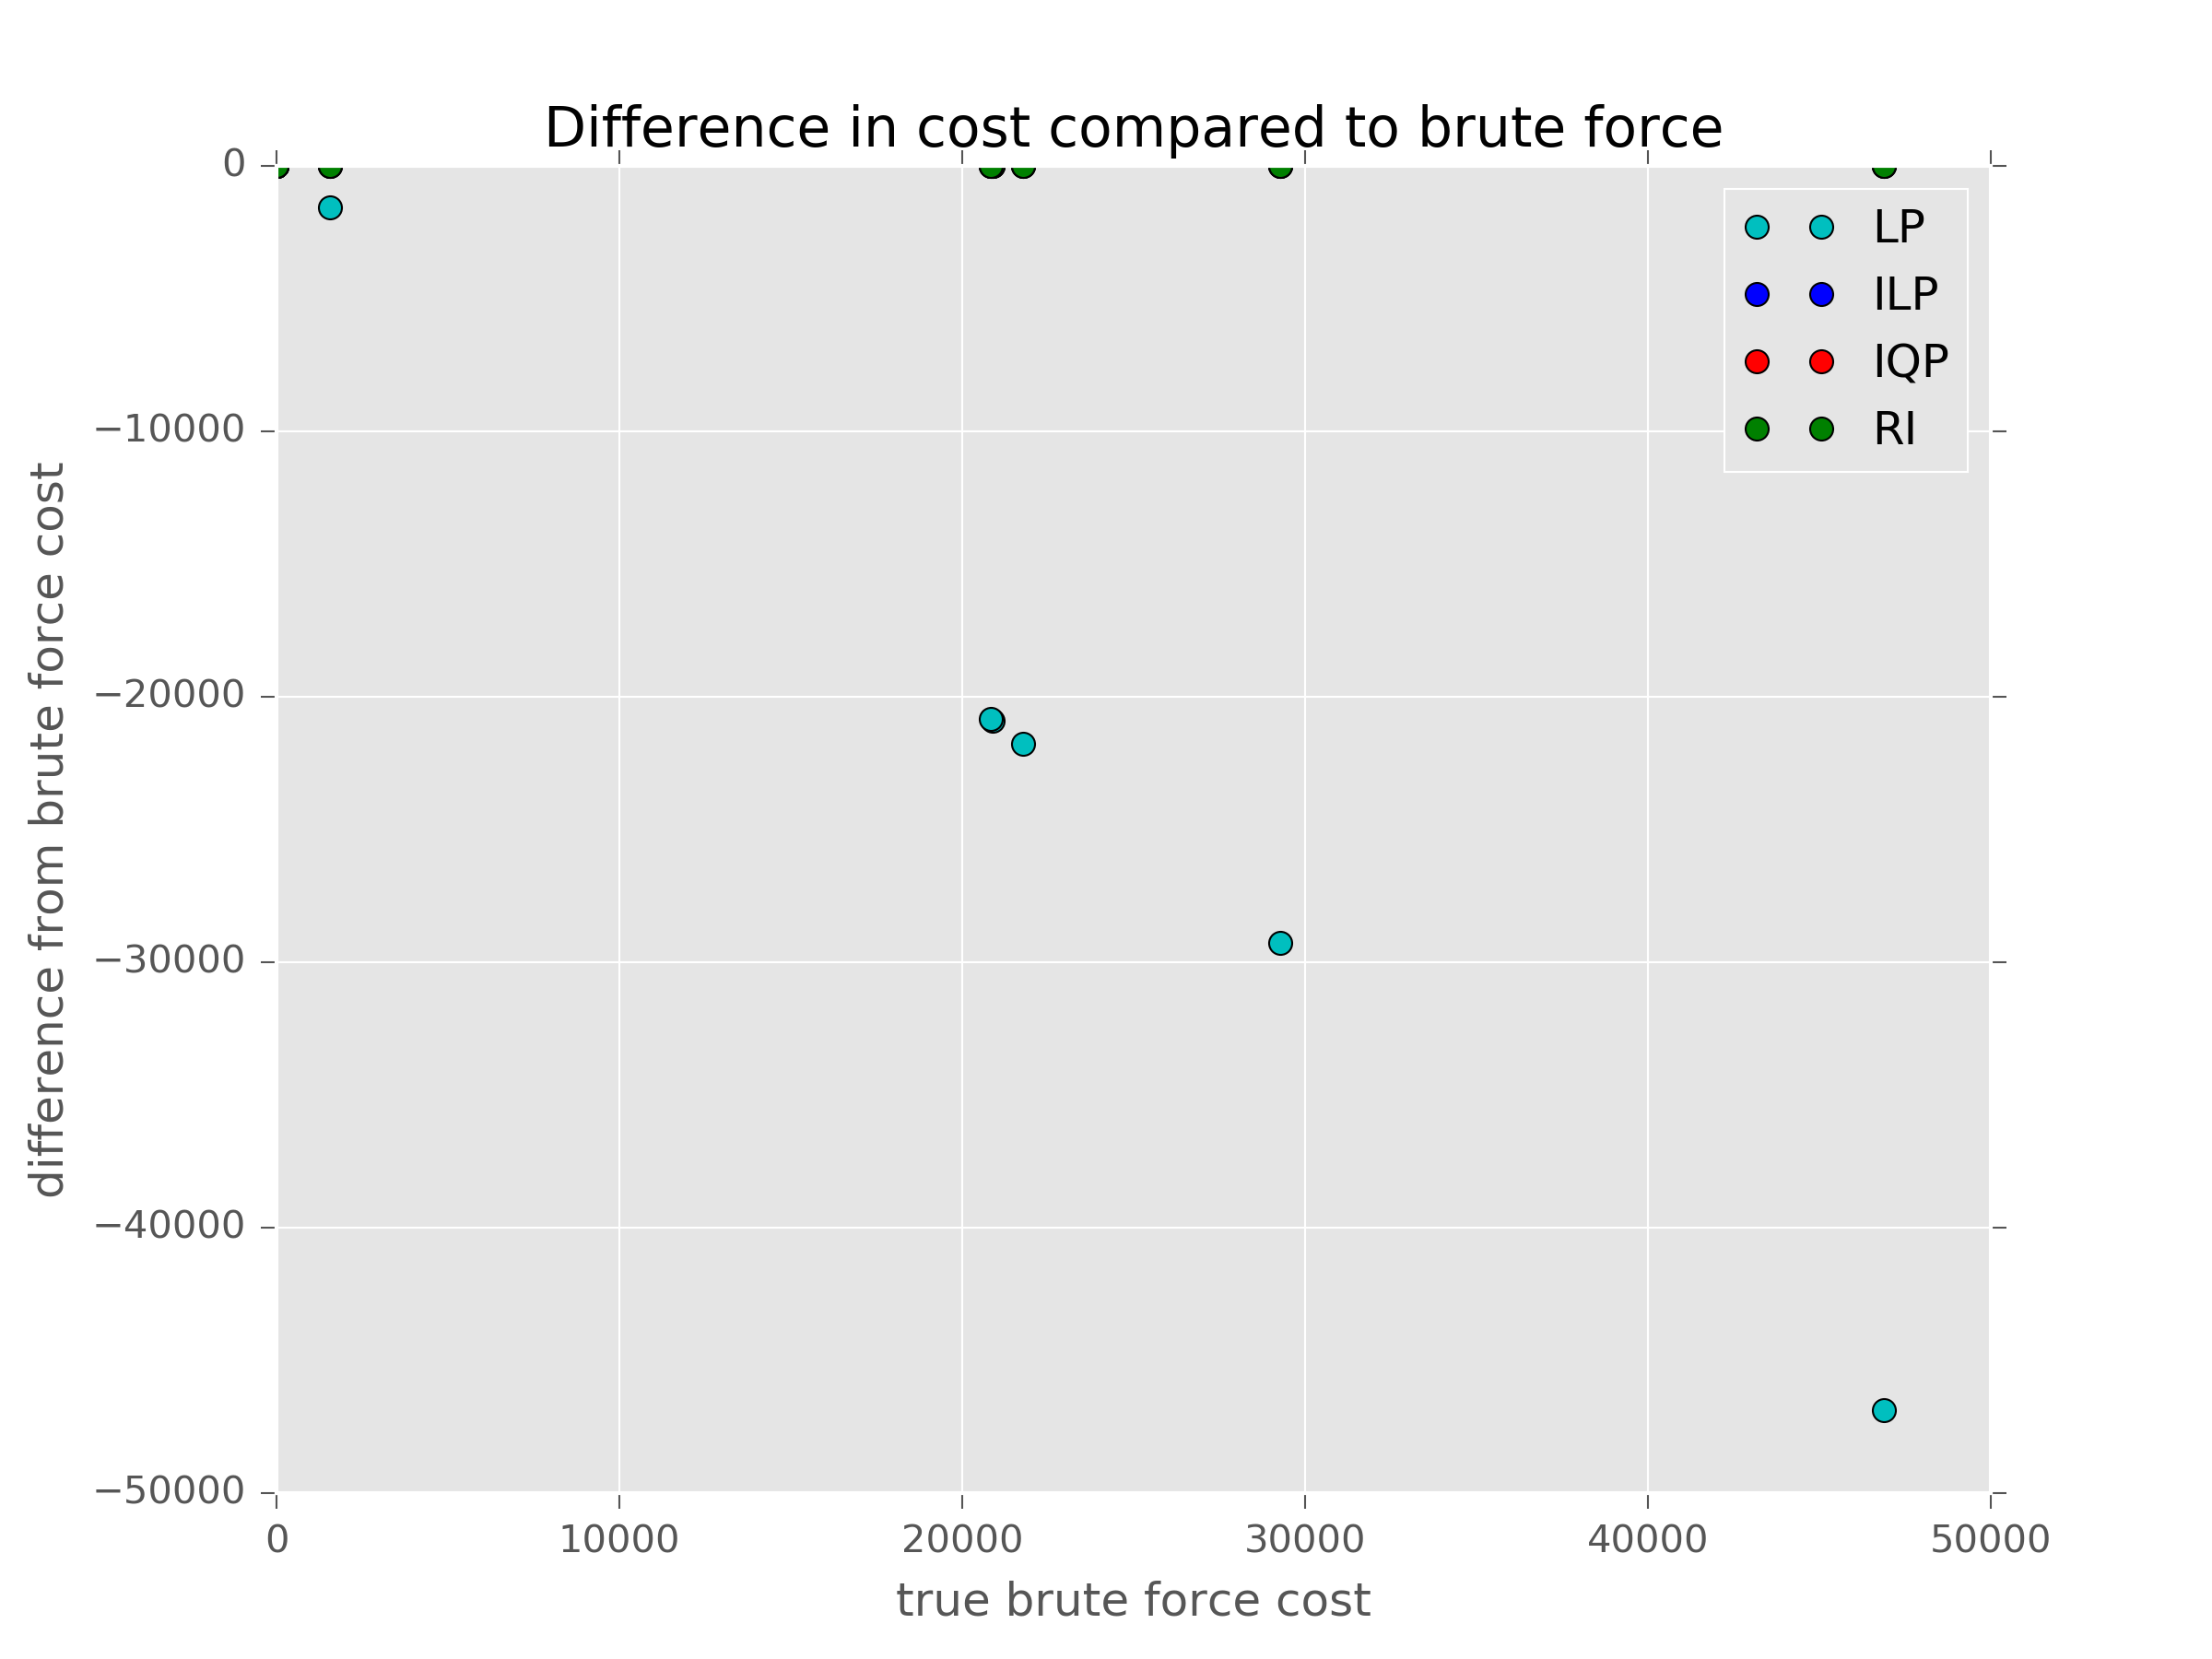 Difference in cost compared to brute force
0
−10000
−20000
−30000
−40000
−50000
difference from brute force cost
LP
ILP
IQP
RI
0 10000 20000 30000 40000 50000
true brute force cost